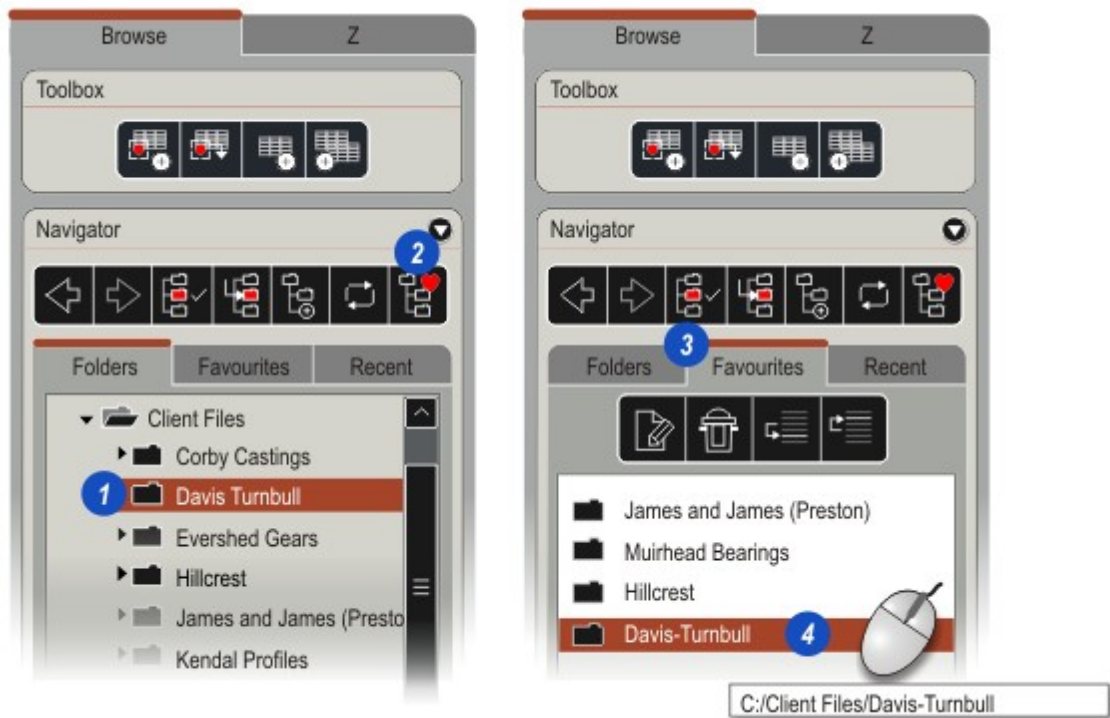 Browse
Z
Toolbox
Navigator
2
Folders
Favourites
Recent
Client Files
Corby Castings
1
Davis Turnbull
Evershed Gears
Hillcrest
James and James (Presto
Kendal Profiles
Browse
Z
Toolbox
Navigator
3
Folders
Favourites
Recent
James and James (Preston)
Muirhead Bearings
Hillcrest
Davis-Turnbull
4
C:/Client Files/Davis-Turnbull